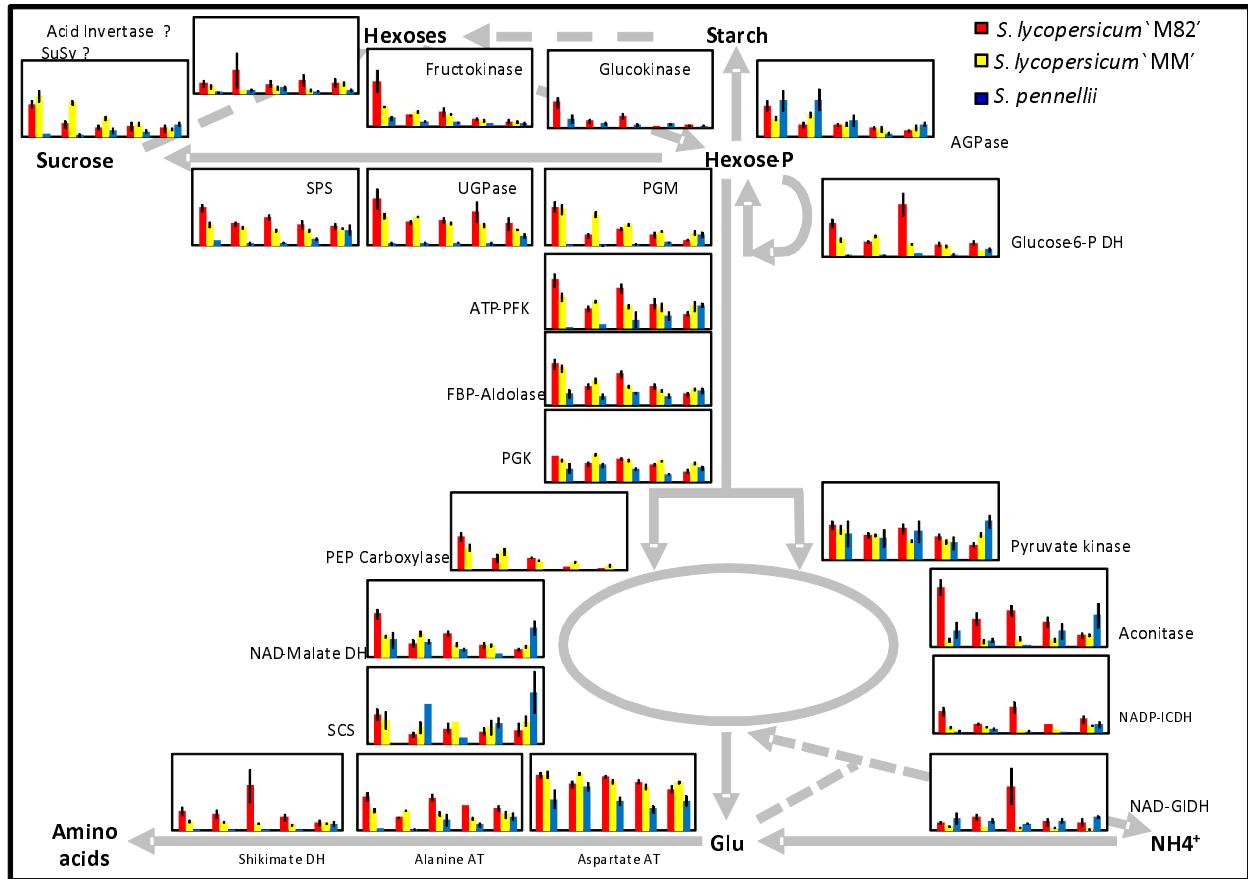 Acid Invertase ?
SuSy ?
Hexoses
Starch
S. lycopersicum`M82´
S. lycopersicum`MM´
S. pennellii
Fructokinase
Glucokinase
AGPase
Sucrose
Hexose-P
SPS
UGPase
PGM
Glucose-6-P DH
ATP-PFK
FBP-Aldolase
PGK
PEP Carboxylase
Pyruvate kinase
NAD-Malate DH
Aconitase
SCS
NADP-ICDH
NAD-GlDH
Amino
acids
Shikimate DH
Alanine AT
Aspartate AT
Glu
NH4⁺